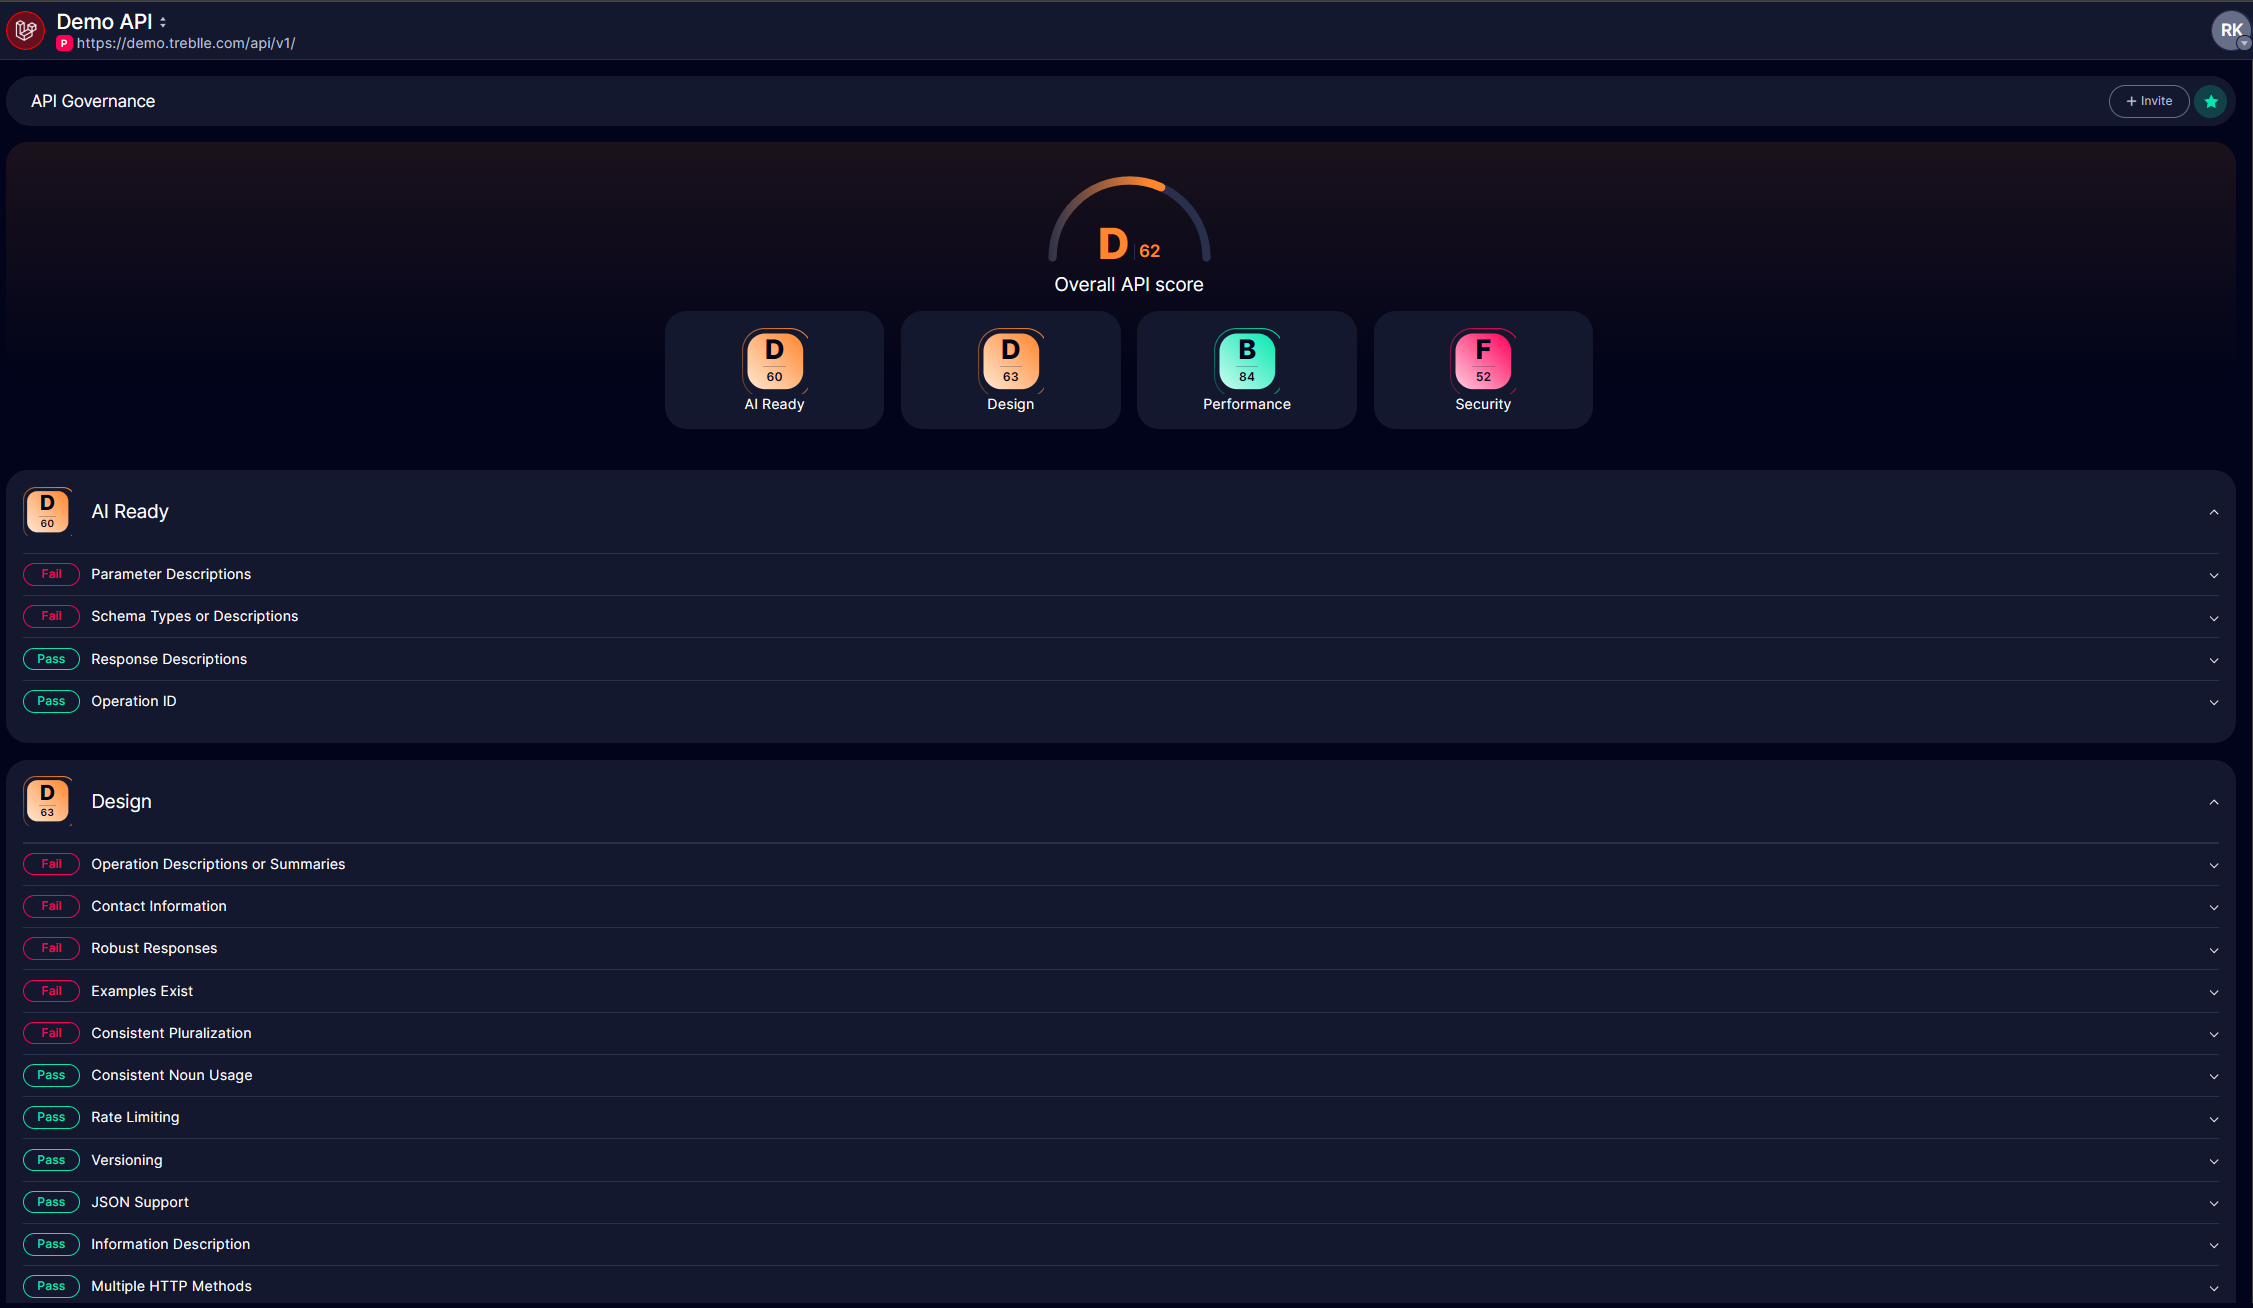 Demo API
P https://demo.treblle.com/api/v1/
RK
API Governance
+ Invite
D 62
Overall API score
D
60
AI Ready
D
63
Design
B
84
Performance
F
52
Security
D
60
AI Ready
Fail Parameter Descriptions
Fail Schema Types or Descriptions
Pass Response Descriptions
Pass Operation ID
D
63
Design
Fail Operation Descriptions or Summaries
Fail Contact Information
Fail Robust Responses
Fail Examples Exist
Fail Consistent Pluralization
Pass Consistent Noun Usage
Pass Rate Limiting
Pass Versioning
Pass JSON Support
Pass Information Description
Pass Multiple HTTP Methods